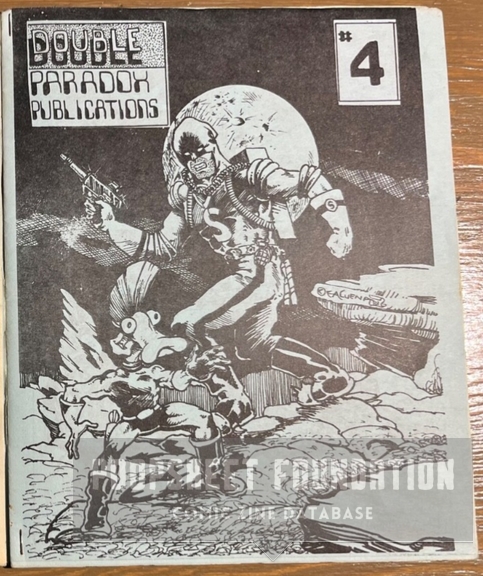 DOUBLE
PARADOX
PUBLICATIONS
# 4
S
S
FOUNDATION
DATABASE